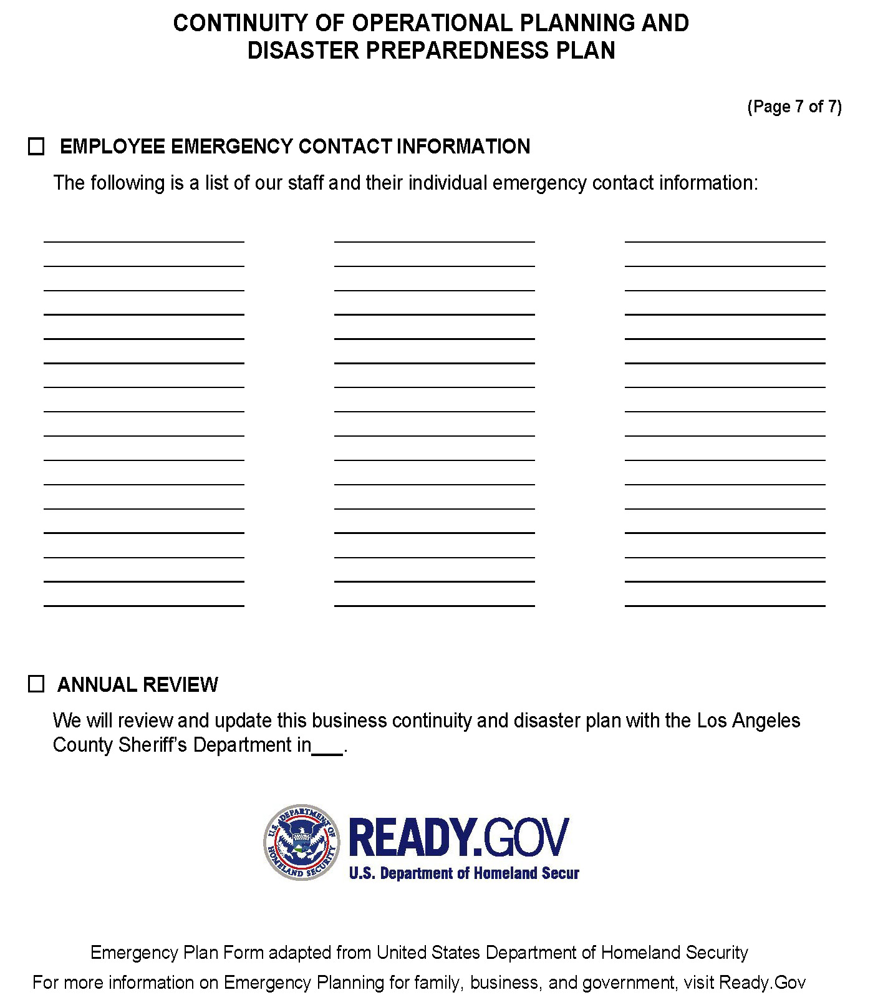 CONTINUITY OF OPERATIONAL PLANNING AND
DISASTER PREPAREDNESS PLAN
(Page 7 of 7)
EMPLOYEE EMERGENCY CONTACT INFORMATION
The following is a list of our staff and their individual emergency contact information:
ANNUAL REVIEW
We will review and update this business continuity and disaster plan with the Los Angeles
County Sheriff's Department in___.
U.S. DEPARTMENT OF HOMELAND SECURITY
READY.GOV
U.S. Department of Homeland Secur
Emergency Plan Form adapted from United States Department of Homeland Security
For more information on Emergency Planning for family, business, and government, visit Ready.Gov